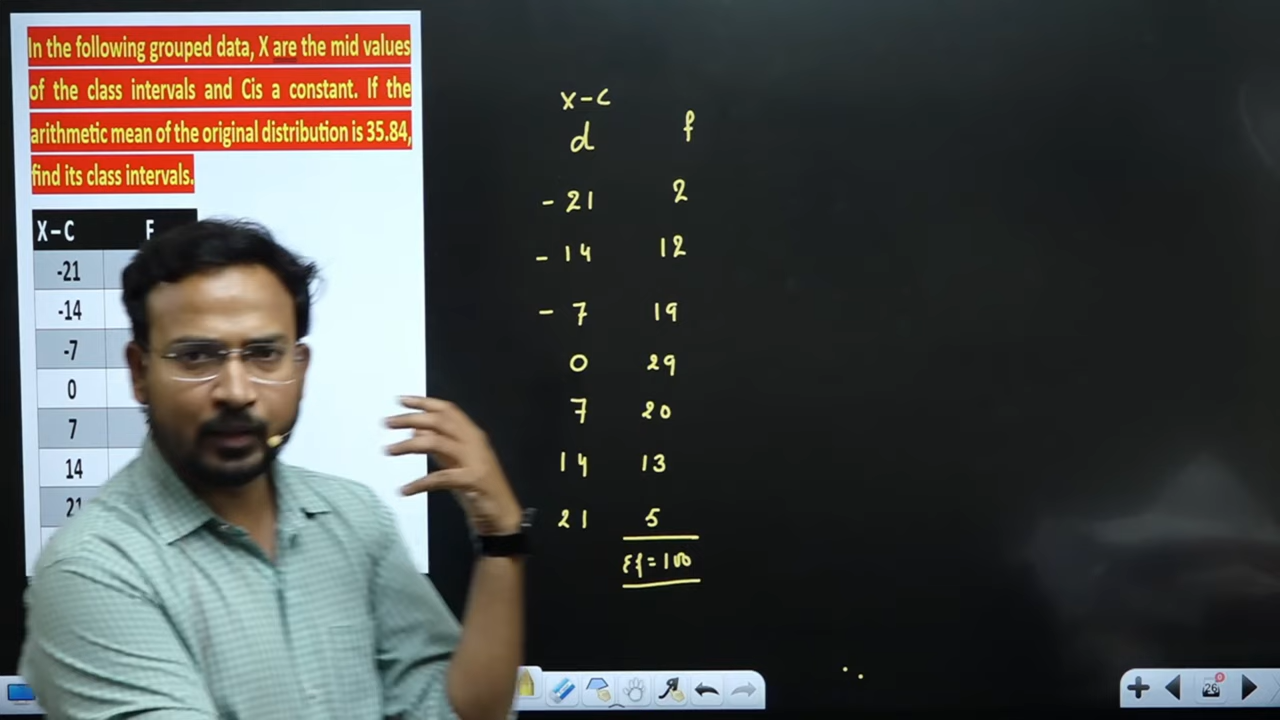 In the following grouped data, X are the mid values
of the class intervals and Cis a constant. If the
arithmetic mean of the original distribution is 35.84,
find its class intervals.
X – C F
-21
-14
-7
0
7
14
21
X-C
d f
-21 2
-14 12
-7 19
0 29
7 20
14 13
21 5
Σf=100
26